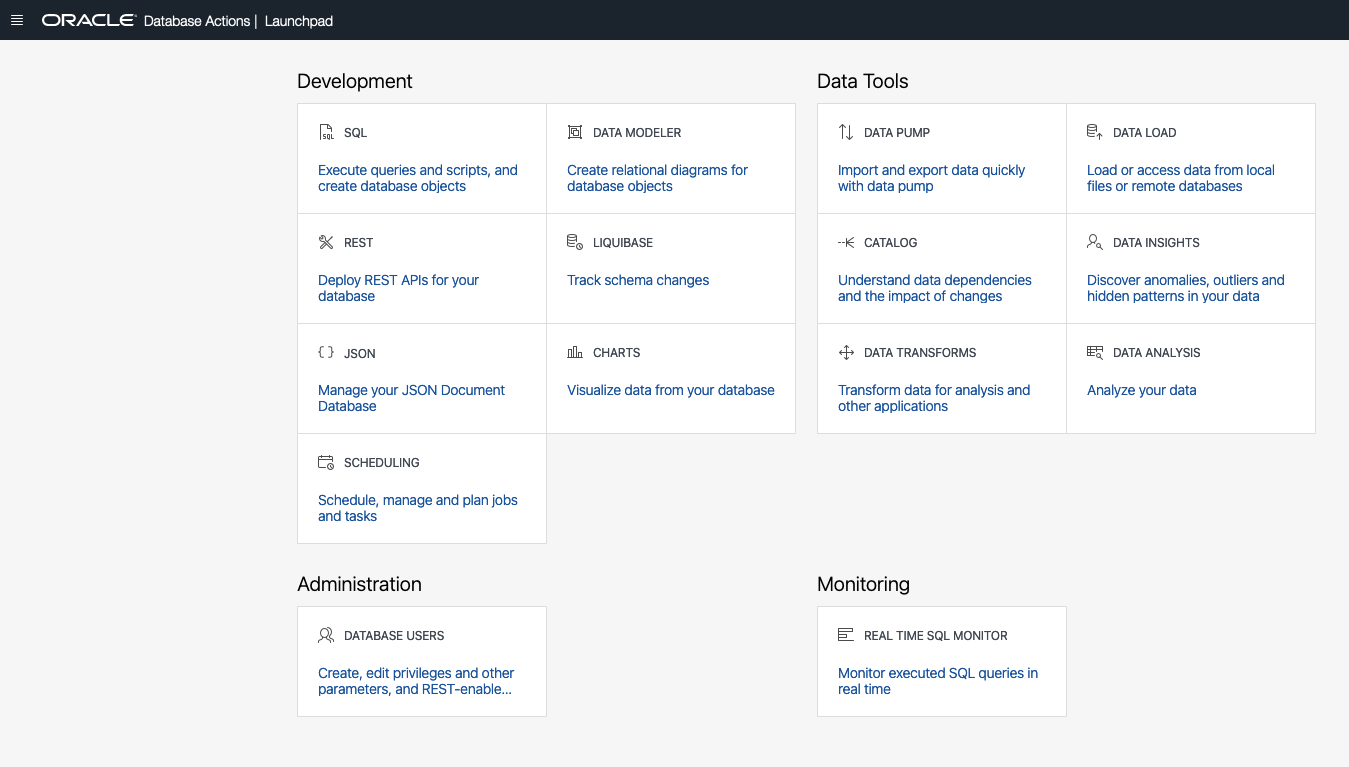 ORACLE Database Actions | Launchpad
Development
SQL
Execute queries and scripts, and
create database objects
DATA MODELER
Create relational diagrams for
database objects
REST
Deploy REST APIs for your
database
LIQUIBASE
Track schema changes
JSON
Manage your JSON Document
Database
CHARTS
Visualize data from your database
SCHEDULING
Schedule, manage and plan jobs
and tasks
Data Tools
DATA PUMP
Import and export data quickly
with data pump
DATA LOAD
Load or access data from local
files or remote databases
CATALOG
Understand data dependencies
and the impact of changes
DATA INSIGHTS
Discover anomalies, outliers and
hidden patterns in your data
DATA TRANSFORMS
Transform data for analysis and
other applications
DATA ANALYSIS
Analyze your data
Administration
DATABASE USERS
Create, edit privileges and other
parameters, and REST-enable...
Monitoring
REAL TIME SQL MONITOR
Monitor executed SQL queries in
real time